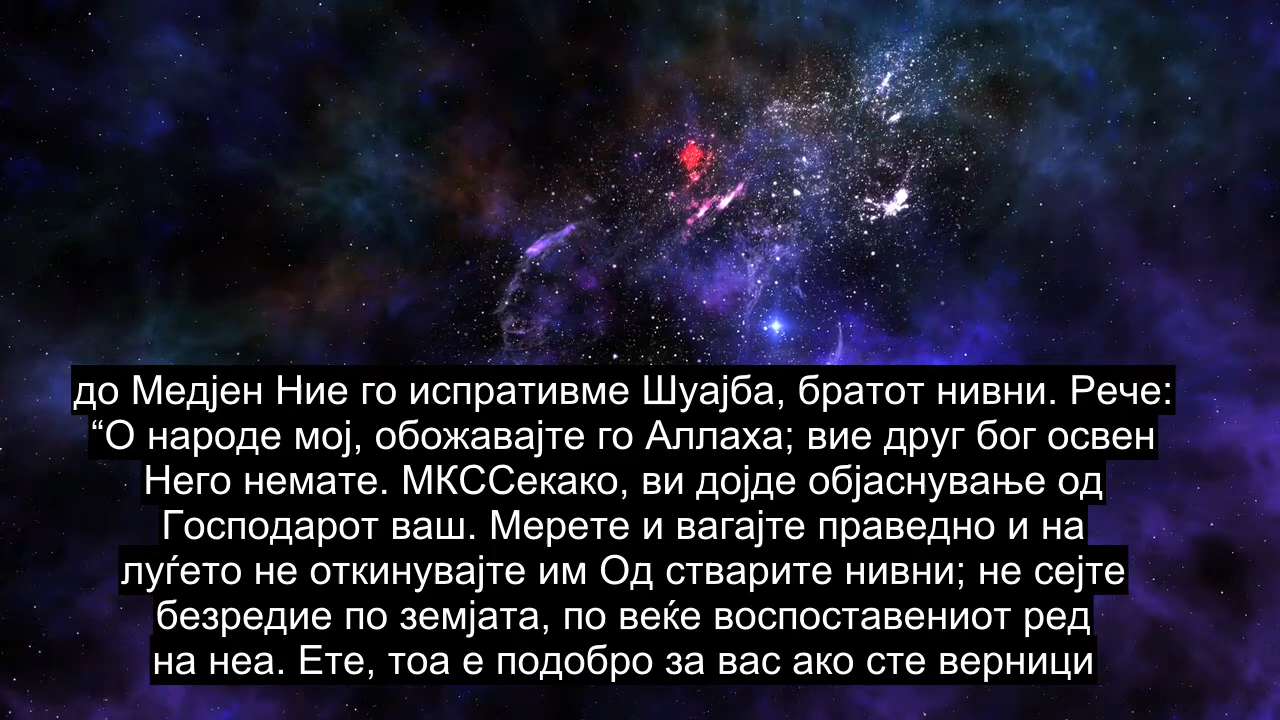 до Медјен Ние го испративме Шуајба, братот нивни. Рече:
“О народе мој, обожавајте го Аллаха; вие друг бог освен
Него немате. МКССекако, ви дојде објаснување од
Господарот ваш. Мерете и вагајте праведно и на
луѓето не откинувајте им Од стварите нивни; не сејте
безредие по земјата, по веќе воспоставениот ред
на неа. Ете, тоа е подобро за вас ако сте верници